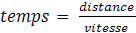 temps = distance / vitesse